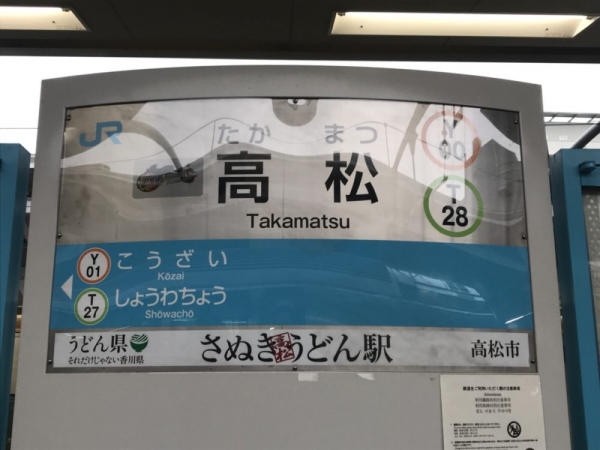 JR
たか まつ
高松
Takamatsu
Y
00
T
28
Y
01
こうざい
Kōzai
T
27
しょうわちょう
Shōwachō
うどん県
それだけじゃない香川県
さぬき高松うどん駅
高松市